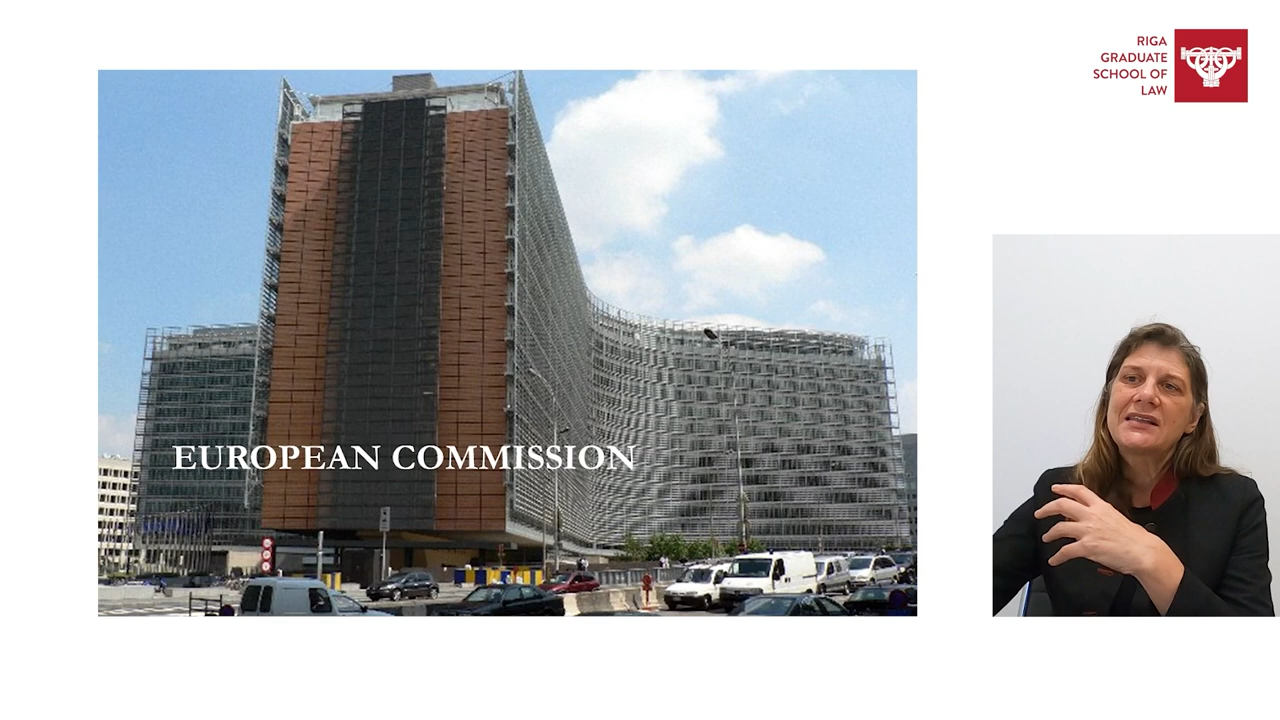 RIGA
GRADUATE
SCHOOL OF
LAW
EUROPEAN COMMISSION